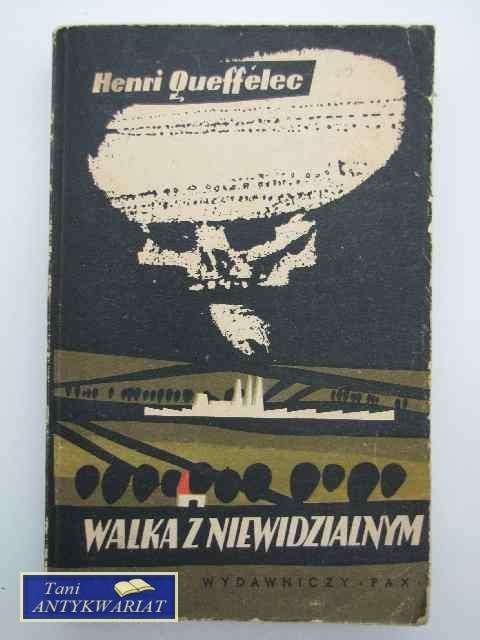 Henri Queffélec
WALKA Z NIEWIDZIALNYM
WYDAWNICZY · PAX ·
Tani
ANTYKWARIAT